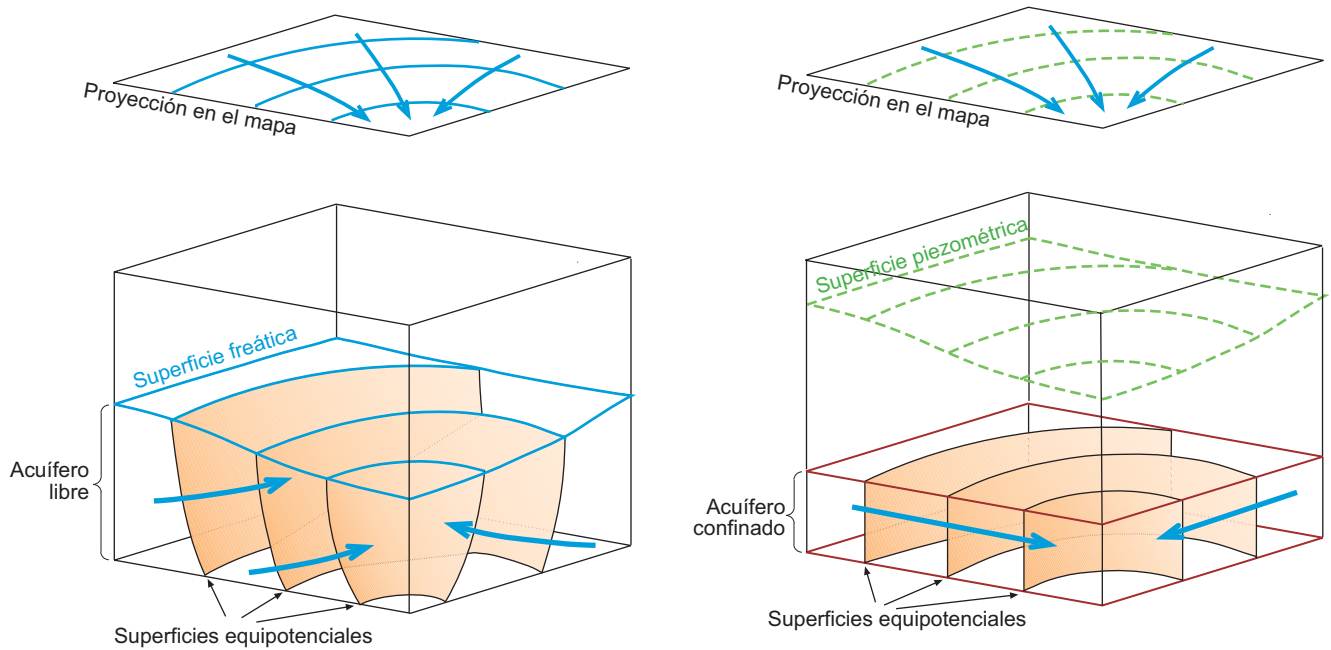 Proyección en el mapa
Superficie freática
Acuífero
libre
Superficies equipotenciales
Proyección en el mapa
Superficie piezométrica
Acuífero
confinado
Superficies equipotenciales